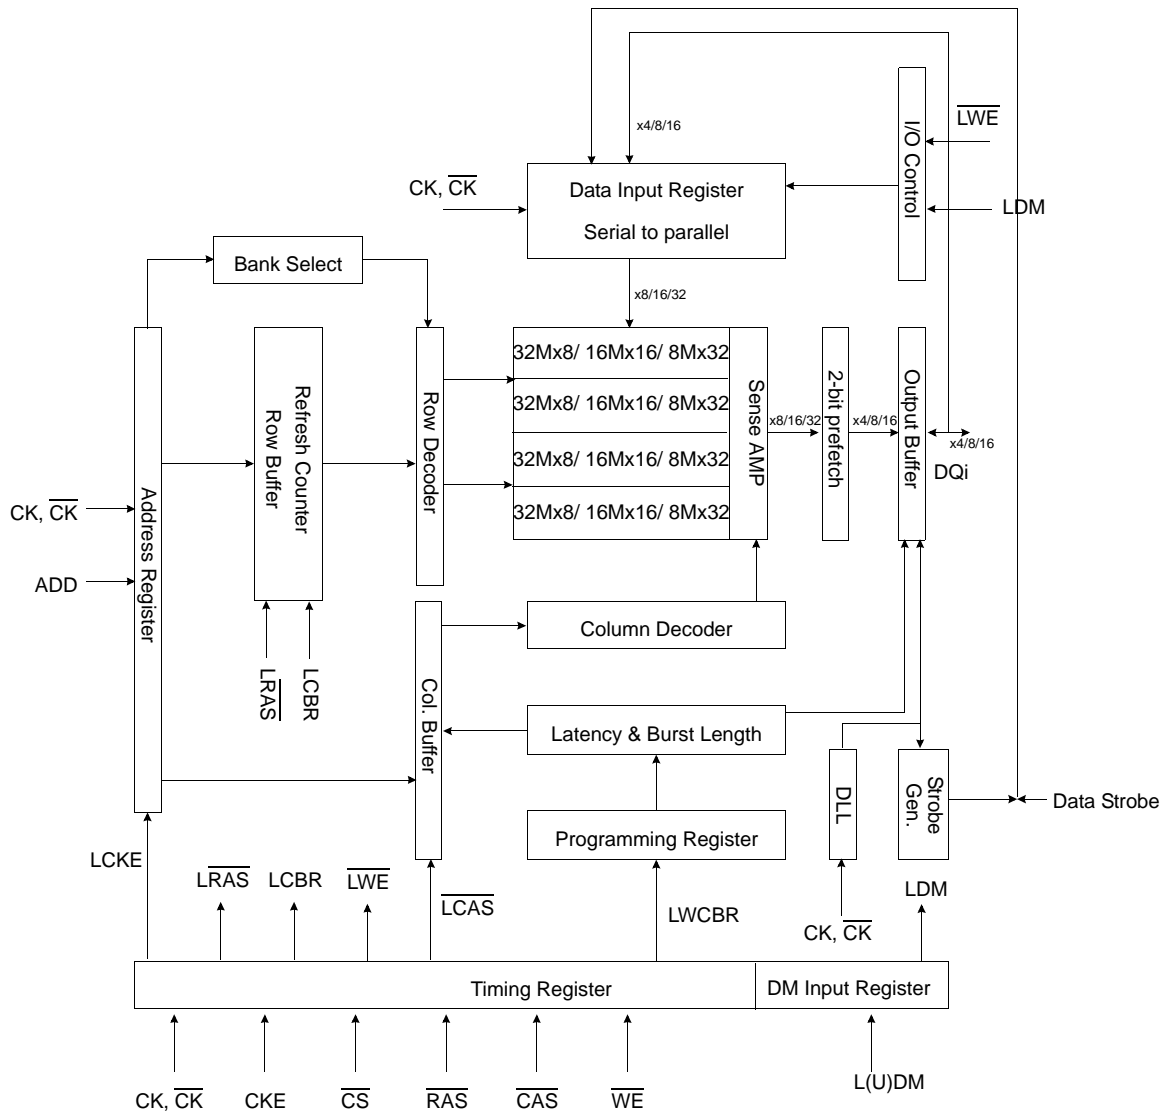 x4/8/16
I/O Control
LWE
LDM
CK, CK
Data Input Register
Serial to parallel
x8/16/32
Bank Select
Address Register
Refresh Counter
Row Buffer
Row Decoder
32Mx8/ 16Mx16/ 8Mx32
32Mx8/ 16Mx16/ 8Mx32
32Mx8/ 16Mx16/ 8Mx32
32Mx8/ 16Mx16/ 8Mx32
Sense AMP
x8/16/32
2-bit prefetch
x4/8/16
Output Buffer
x4/8/16
DQi
CK, CK
ADD
LRAS
LCBR
Col. Buffer
Column Decoder
Latency & Burst Length
Programming Register
DLL
Strobe
Gen.
Data Strobe
LCKE
LRAS
LCBR
LWE
LCAS
LWCBR
CK, CK
LDM
Timing Register
DM Input Register
CK, CK
CKE
CS
RAS
CAS
WE
L(U)DM